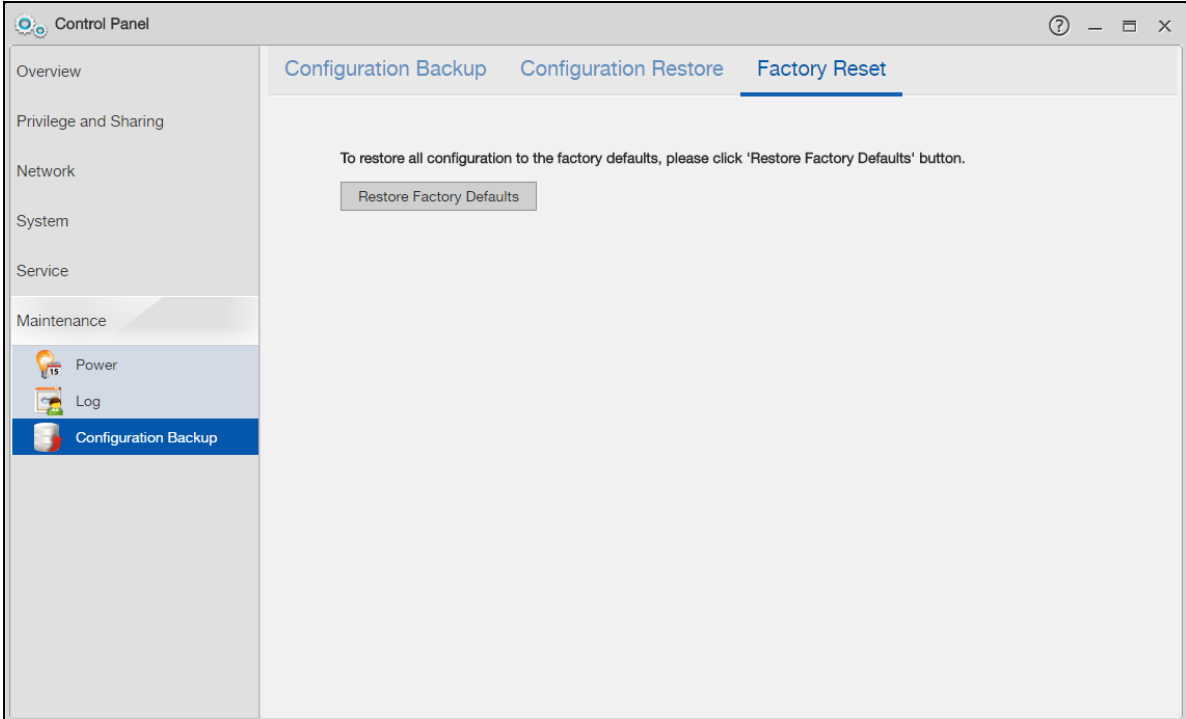 Control Panel
Overview
Privilege and Sharing
Network
System
Service
Maintenance
Power
15
Log
Configuration Backup
Configuration Backup Configuration Restore Factory Reset
To restore all configuration to the factory defaults, please click 'Restore Factory Defaults' button.
Restore Factory Defaults